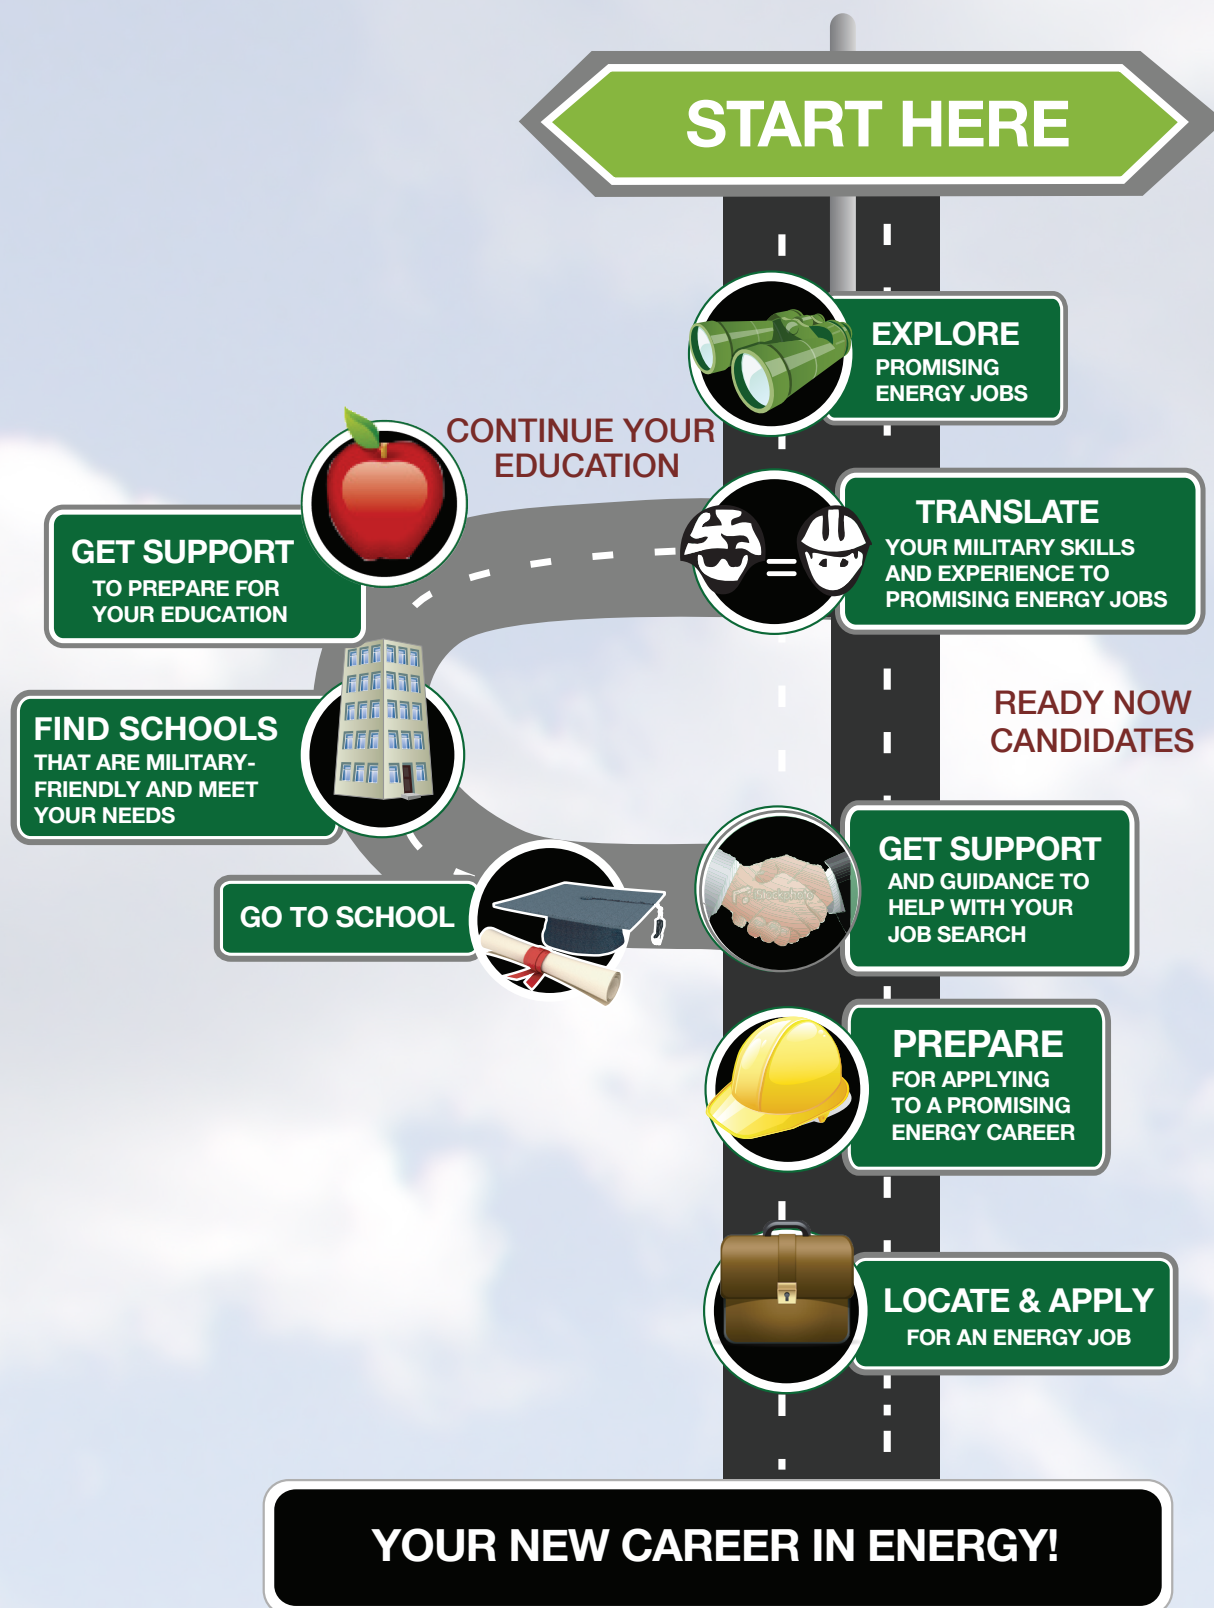 START HERE
EXPLORE
PROMISING
ENERGY JOBS
TRANSLATE
YOUR MILITARY SKILLS
AND EXPERIENCE TO
PROMISING ENERGY JOBS
=
CONTINUE YOUR
EDUCATION
GET SUPPORT
TO PREPARE FOR
YOUR EDUCATION
FIND SCHOOLS
THAT ARE MILITARY-
FRIENDLY AND MEET
YOUR NEEDS
GO TO SCHOOL
READY NOW
CANDIDATES
GET SUPPORT
AND GUIDANCE TO
HELP WITH YOUR
JOB SEARCH
PREPARE
FOR APPLYING
TO A PROMISING
ENERGY CAREER
LOCATE & APPLY
FOR AN ENERGY JOB
YOUR NEW CAREER IN ENERGY!